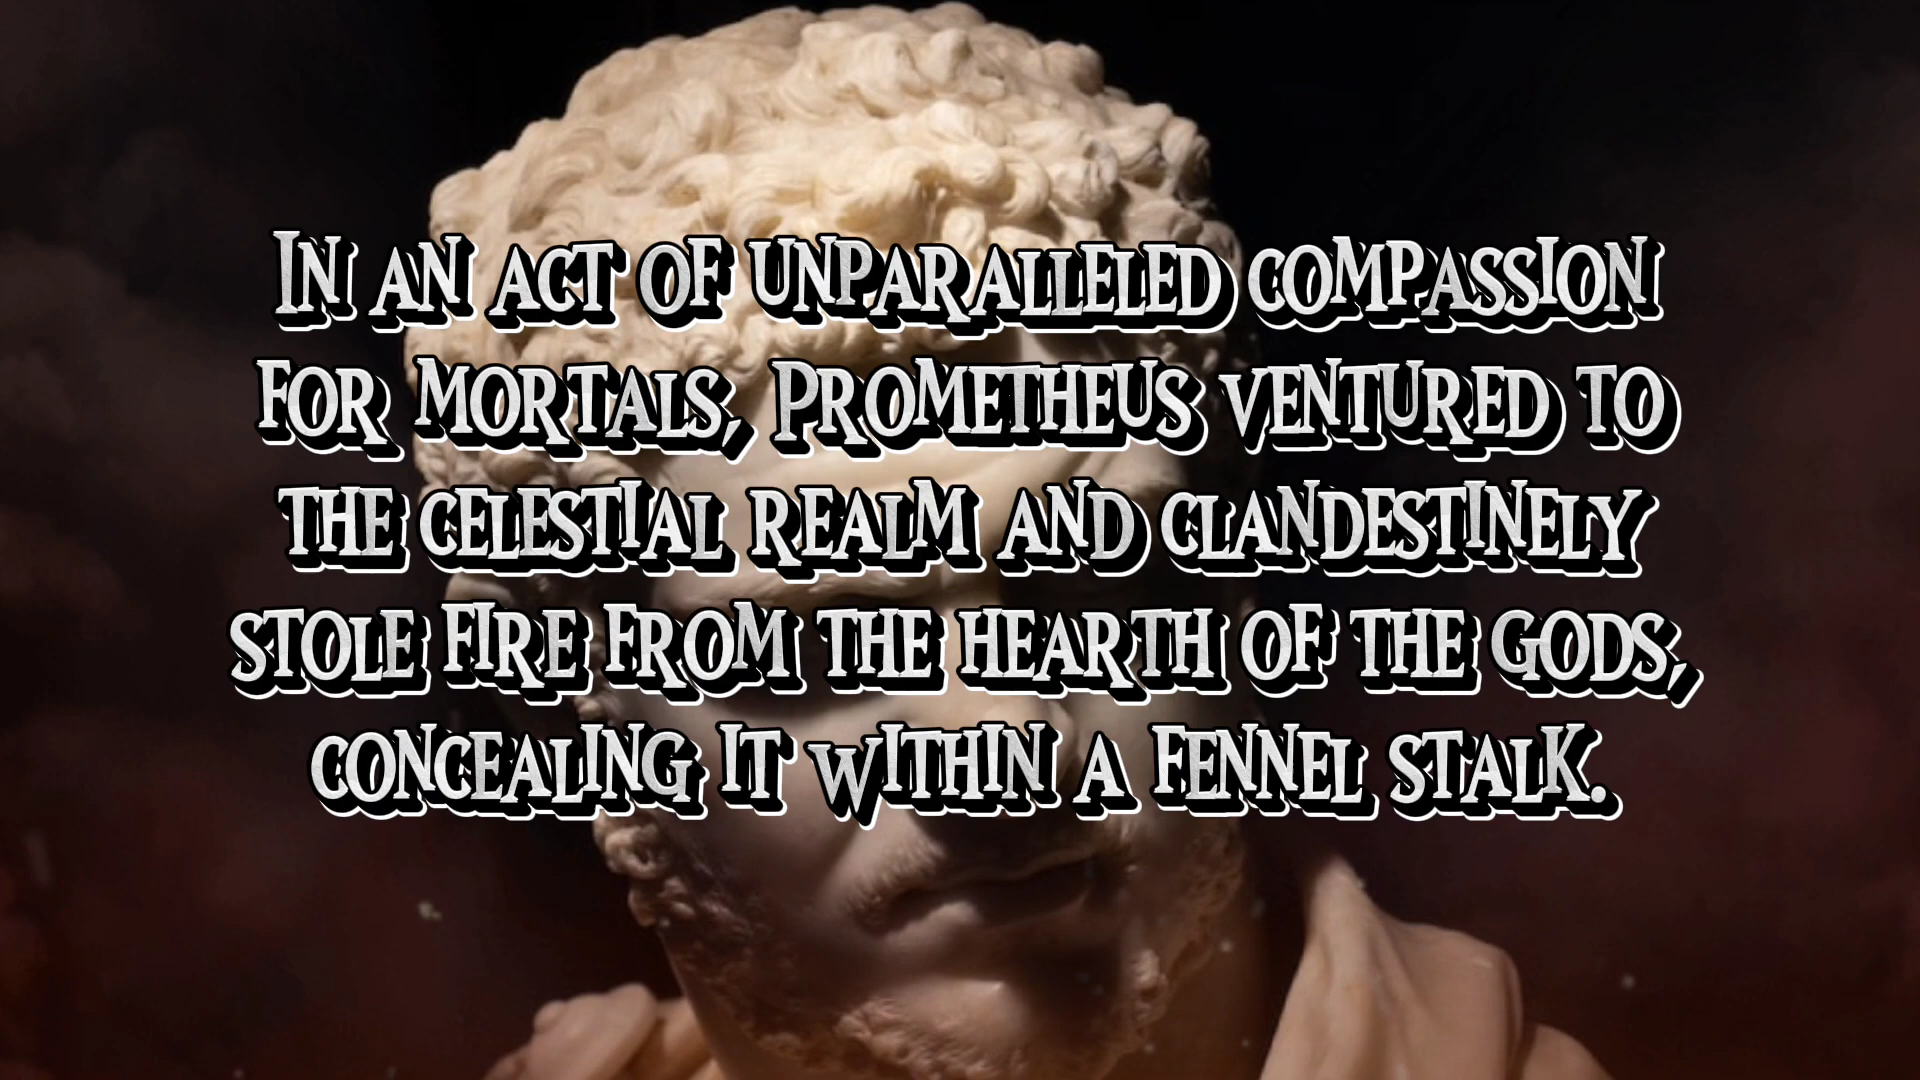 In an act of unparalleled compassion
for mortals, Prometheus ventured to
the celestial realm and clandestinely
stole fire from the hearth of the gods,
concealing it within a fennel stalk.